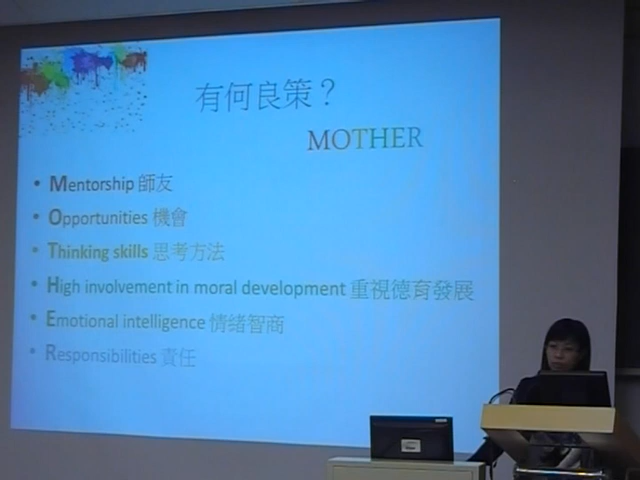 有何良策？
MOTHER
• Mentorship 師友
• Opportunities 機會
• Thinking skills 思考方法
• High involvement in moral development 重視德育發展
• Emotional intelligence 情绪智商
• Responsibilities 責任